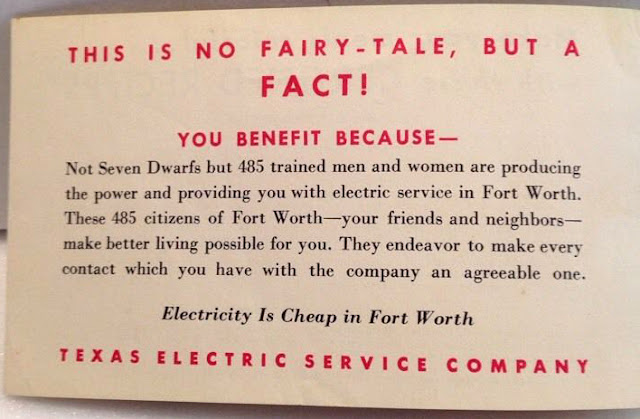 THIS IS NO FAIRY-TALE, BUT A
FACT!
YOU BENEFIT BECAUSE—
Not Seven Dwarfs but 485 trained men and women are producing
the power and providing you with electric service in Fort Worth.
These 485 citizens of Fort Worth—your friends and neighbors—
make better living possible for you. They endeavor to make every
contact which you have with the company an agreeable one.
Electricity Is Cheap in Fort Worth
TEXAS ELECTRIC SERVICE COMPANY